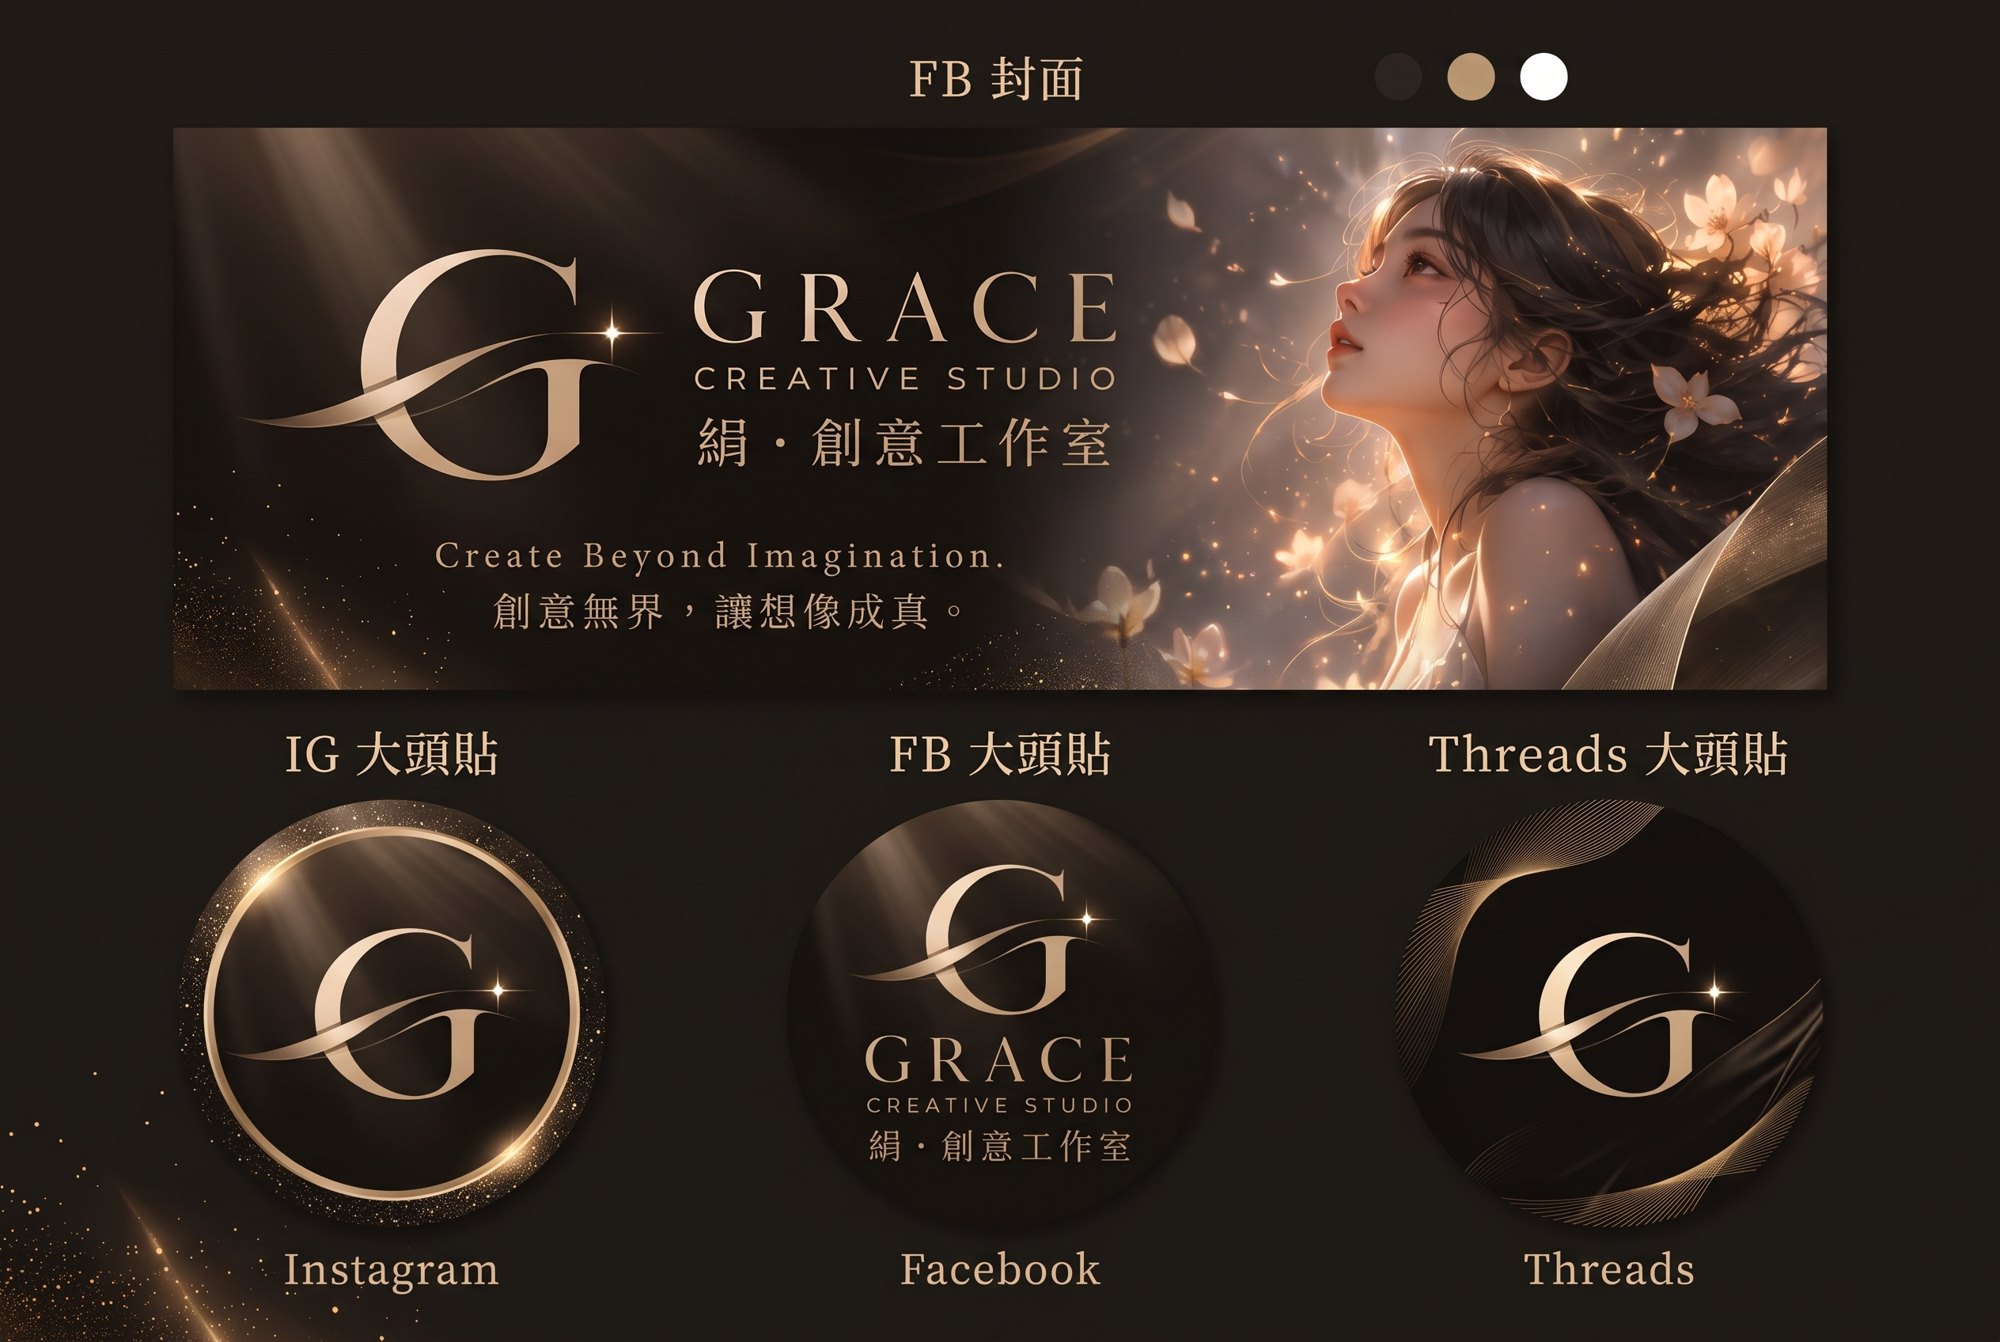 FB 封面
G
GRACE
CREATIVE STUDIO
絹・創意工作室
Create Beyond Imagination.
創意無界，讓想像成真。
IG 大頭貼
FB 大頭貼
Threads 大頭貼
G
G
GRACE
CREATIVE STUDIO
絹・創意工作室
G
Instagram
Facebook
Threads